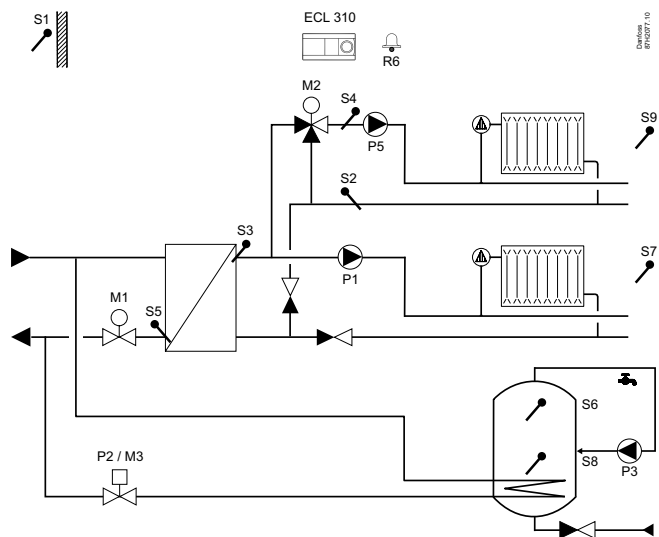 S1
ECL 310
R6
Danfoss
87H2077.10
M2
S4
P5
S9
S2
S3
P1
S7
M1
S5
S6
P2 / M3
S8
P3